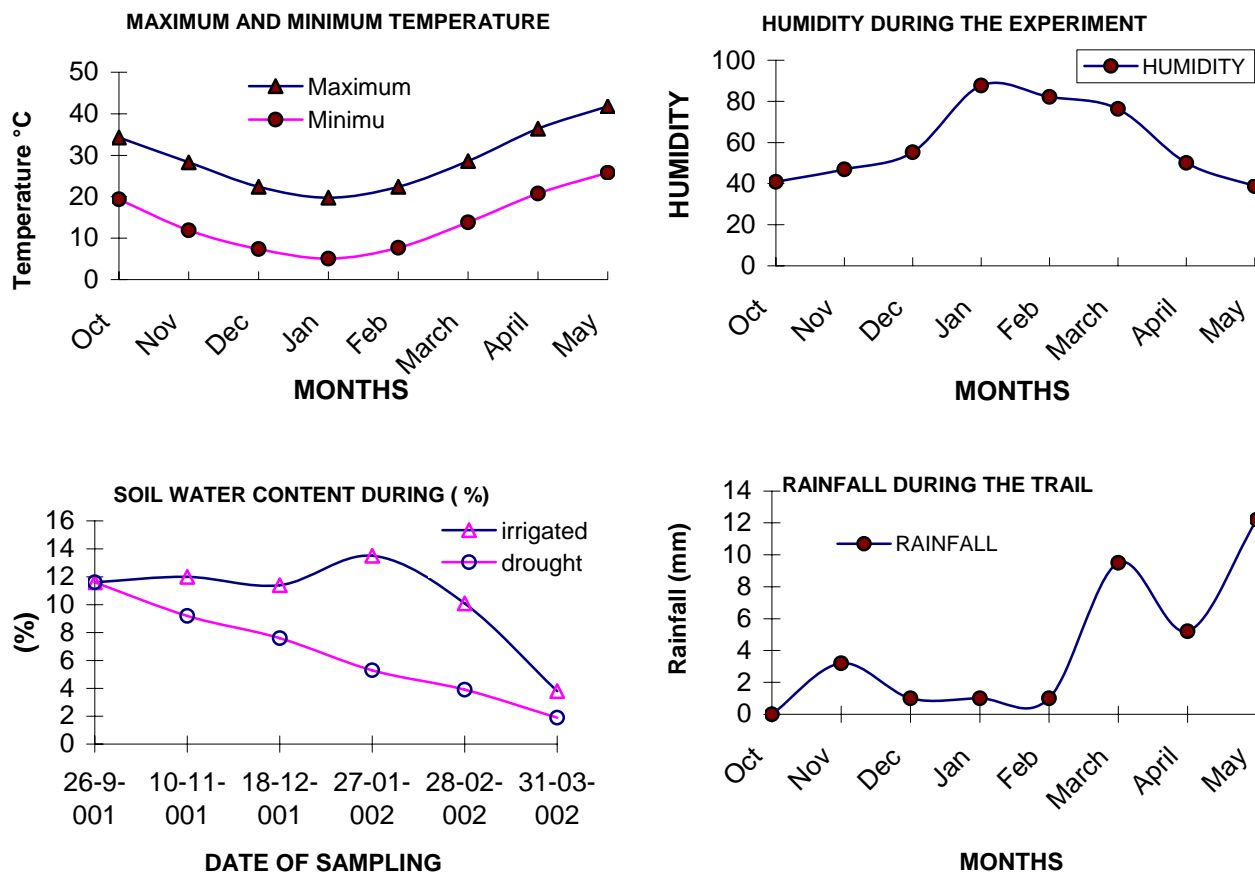 MAXIMUM AND MINIMUM TEMPERATURE
Temperature °C
50
40
30
20
10
0
Maximum
Minimu
Oct
Nov
Dec
Jan
Feb
March
April
May
MONTHS
HUMIDITY DURING THE EXPERIMENT
HUMIDITY
100
80
60
40
20
0
HUMIDITY
Oct
Nov
Dec
Jan
Feb
March
April
May
MONTHS
SOIL WATER CONTENT DURING ( %)
(%)
16
14
12
10
8
6
4
2
0
irrigated
drought
26-9-
001
10-11-
001
18-12-
001
27-01-
002
28-02-
002
31-03-
002
DATE OF SAMPLING
RAINFALL DURING THE TRAIL
Rainfall (mm)
14
12
10
8
6
4
2
0
RAINFALL
Oct
Nov
Dec
Jan
Feb
March
April
May
MONTHS